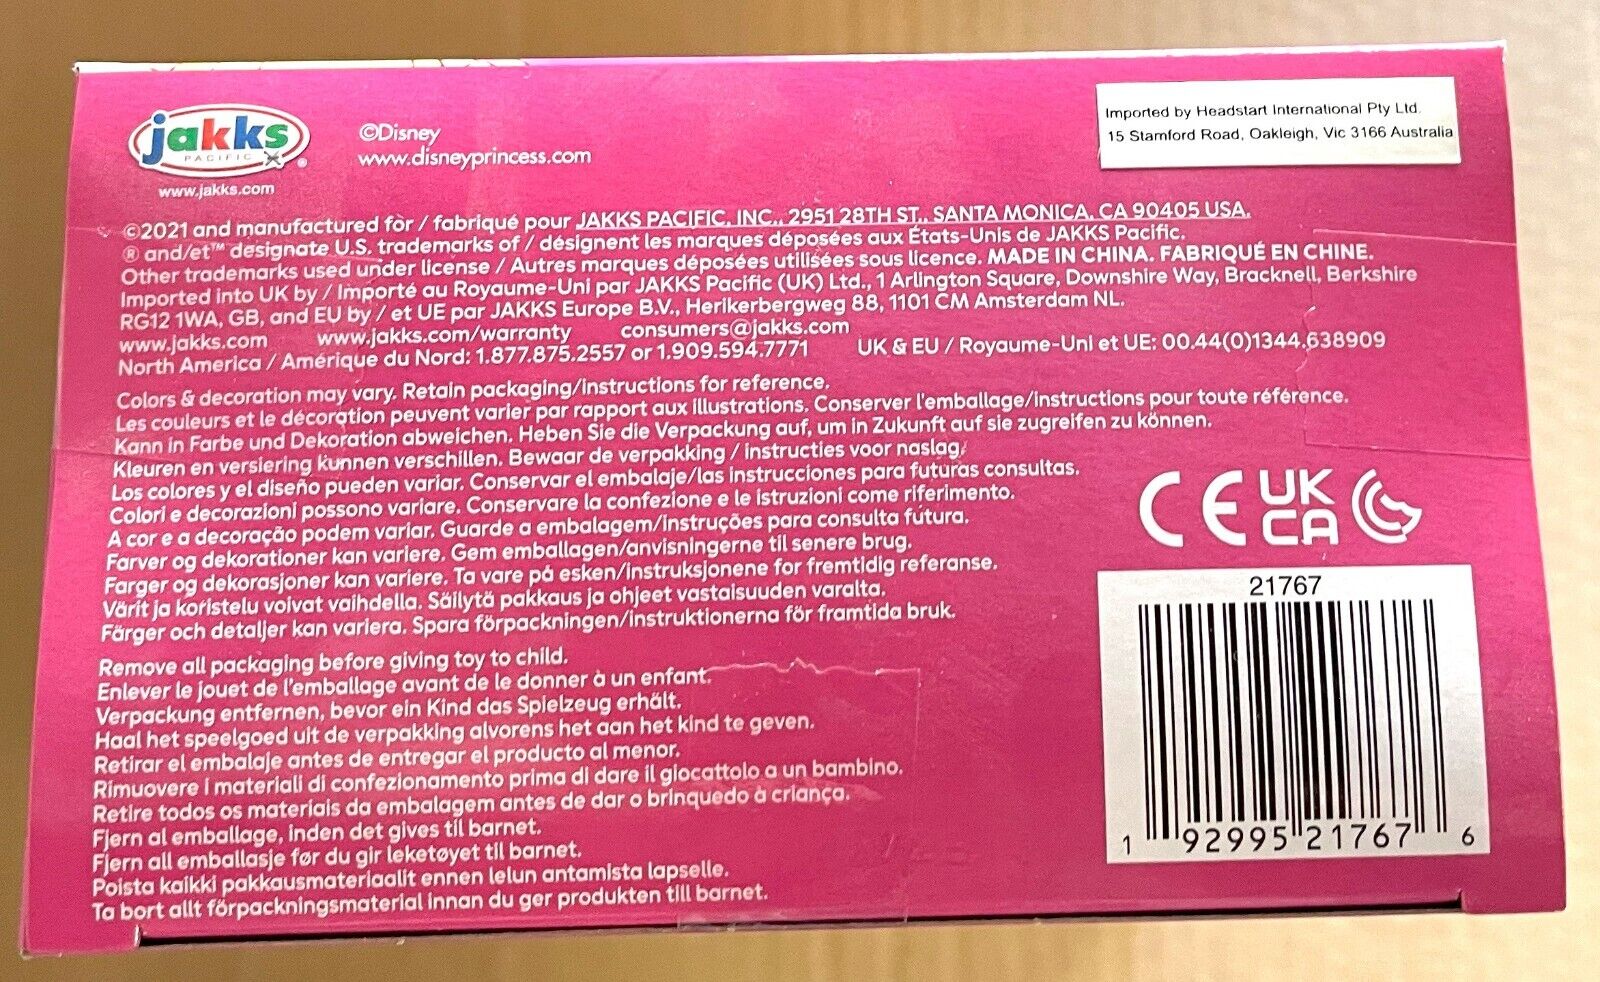 jakks
PACIFIC ®
www.jakks.com
©Disney
www.disneyprincess.com
Imported by Headstart International Pty Ltd.
15 Stamford Road, Oakleigh, Vic 3166 Australia
©2021 and manufactured for / fabriqué pour JAKKS PACIFIC, INC., 2951 28TH ST., SANTA MONICA, CA 90405 USA.
® and/et™ designate U.S. trademarks of / désignent les marques déposées aux États-Unis de JAKKS Pacific.
Other trademarks used under license / Autres marques déposées utilisées sous licence. MADE IN CHINA. FABRIQUÉ EN CHINE.
Imported into UK by / Importé au Royaume-Uni par JAKKS Pacific (UK) Ltd., 1 Arlington Square, Downshire Way, Bracknell, Berkshire
RG12 1WA, GB, and EU by / et UE par JAKKS Europe B.V., Herikerbergweg 88, 1101 CM Amsterdam NL.
www.jakks.com www.jakks.com/warranty consumers@jakks.com
North America / Amérique du Nord: 1.877.875.2557 or 1.909.594.7771 UK & EU / Royaume-Uni et UE: 00.44(0)1344.638909
Colors & decoration may vary. Retain packaging/instructions for reference.
Les couleurs et le décoration peuvent varier par rapport aux illustrations. Conserver l'emballage/instructions pour toute référence.
Kann in Farbe und Dekoration abweichen. Heben Sie die Verpackung auf, um in Zukunft auf sie zugreifen zu können.
Kleuren en versiering kunnen verschillen. Bewaar de verpakking / instructies voor naslag.
Los colores y el diseño pueden variar. Conservar el embalaje/las instrucciones para futuras consultas.
Colori e decorazioni possono variare. Conservare la confezione e le istruzioni come riferimento.
A cor e a decoração podem variar. Guarde a embalagem/instruções para consulta futura.
Farver og dekorationer kan variere. Gem emballagen/anvisningerne til senere brug.
Farger og dekorasjoner kan variere. Ta vare på esken/instruksjonene for fremtidig referanse.
Värit ja koristelu voivat vaihdella. Säilytä pakkaus ja ohjeet vastaisuuden varalta.
Färger och detaljer kan variera. Spara förpackningen/instruktionerna för framtida bruk.
CE UK
CA
Remove all packaging before giving toy to child.
Enlever le jouet de l'emballage avant de le donner à un enfant.
Verpackung entfernen, bevor ein Kind das Spielzeug erhält.
Haal het speelgoed uit de verpakking alvorens het aan het kind te geven.
Retirar el embalaje antes de entregar el producto al menor.
Rimuovere i materiali di confezionamento prima di dare il giocattolo a un bambino.
Retire todos os materiais da embalagem antes de dar o brinquedo à criança.
Fjern al emballage, inden det gives til barnet.
Fjern all emballasje før du gir leketøyet til barnet.
Poista kaikki pakkausmateriaalit ennen lelun antamista lapselle.
Ta bort allt förpackningsmaterial innan du ger produkten till barnet.
21767
1 92995 21767 6